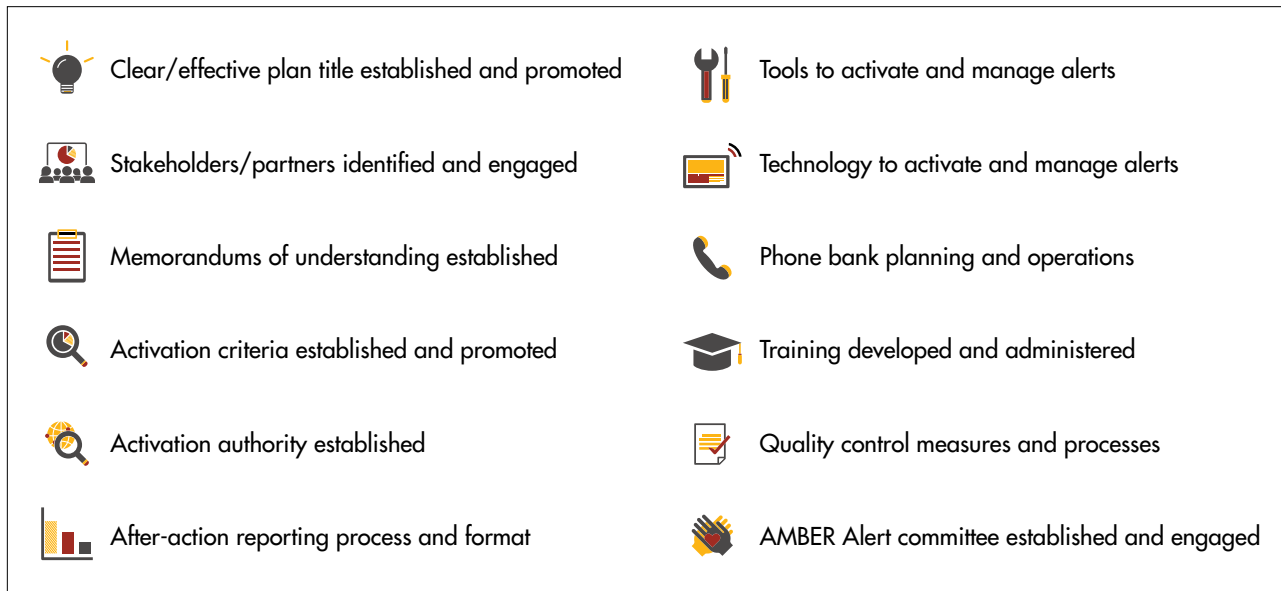 Clear/effective plan title established and promoted
Stakeholders/partners identified and engaged
Memorandums of understanding established
Activation criteria established and promoted
Activation authority established
After-action reporting process and format
Tools to activate and manage alerts
Technology to activate and manage alerts
Phone bank planning and operations
Training developed and administered
Quality control measures and processes
AMBER Alert committee established and engaged